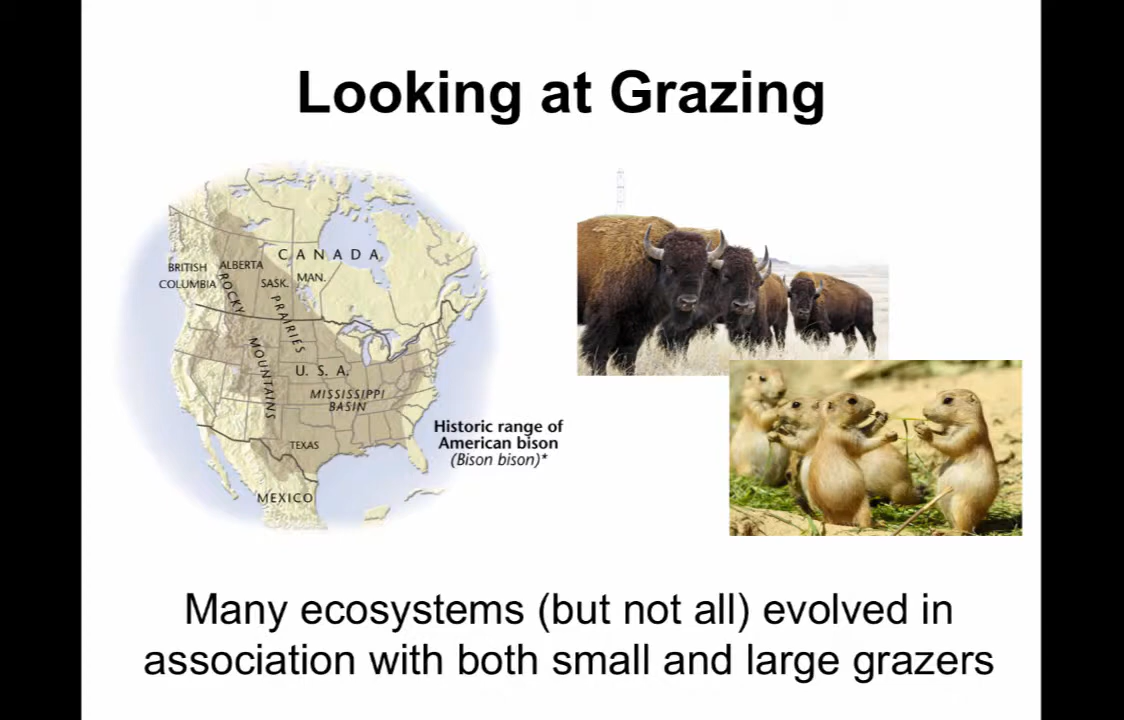 Looking at Grazing
CANADA
BRITISH
COLUMBIA
ALBERTA
SASK.
MAN.
ROCKY
MOUNTAINS
PRAIRIES
U. S. A.
MISSISSIPPI
BASIN
TEXAS
MEXICO
Historic range of
American bison
(Bison bison)*
Many ecosystems (but not all) evolved in
association with both small and large grazers